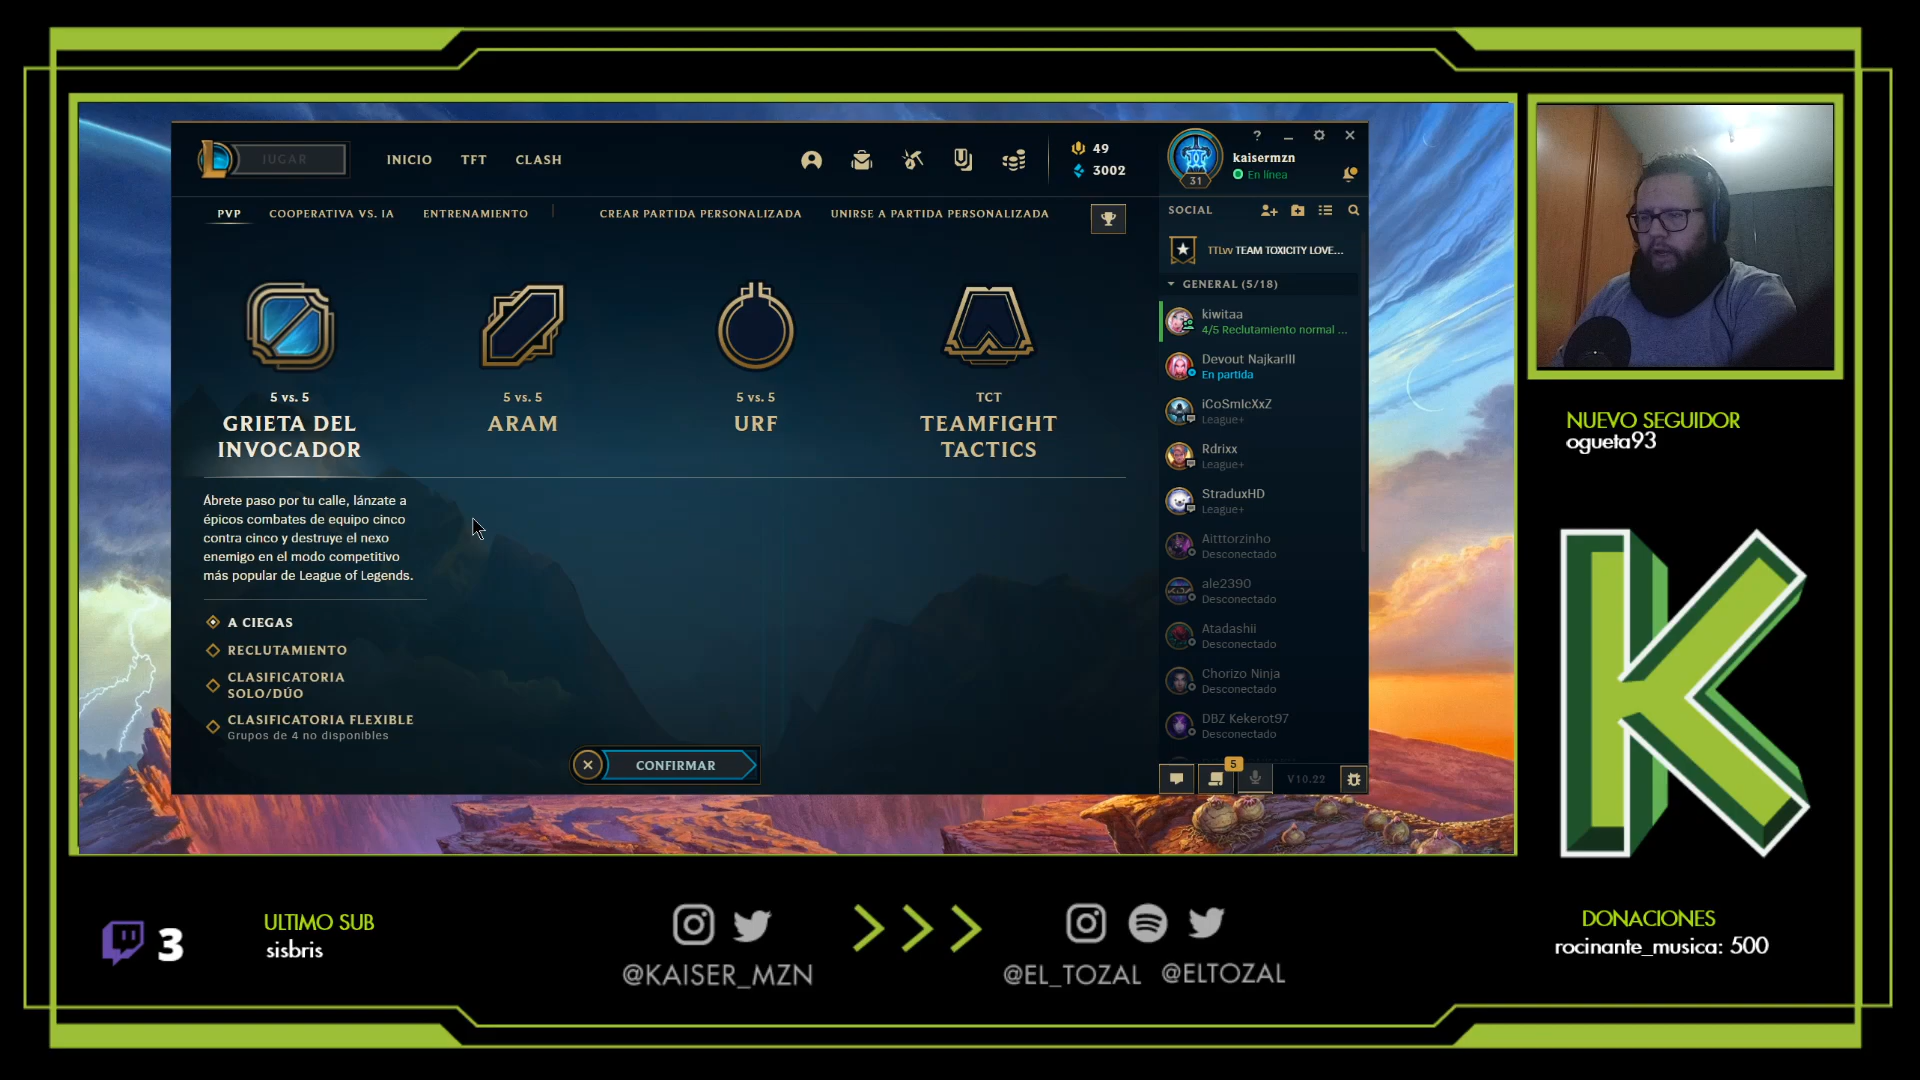 JUGAR
INICIO
TFT
CLASH
49
3002
?
31
kaisermzn
En línea
PVP
COOPERATIVA VS. IA
ENTRENAMIENTO
CREAR PARTIDA PERSONALIZADA
UNIRSE A PARTIDA PERSONALIZADA
5 vs. 5
GRIETA DEL
INVOCADOR
5 vs. 5
ARAM
5 vs. 5
URF
TCT
TEAMFIGHT
TACTICS
Ábrete paso por tu calle, lánzate a
épicos combates de equipo cinco
contra cinco y destruye el nexo
enemigo en el modo competitivo
más popular de League of Legends.
A CIEGAS
RECLUTAMIENTO
CLASIFICATORIA
SOLO/DÚO
CLASIFICATORIA FLEXIBLE
Grupos de 4 no disponibles
CONFIRMAR
SOCIAL
TTLvv TEAM TOXICITY LOVE...
GENERAL (5/18)
kiwitaa
4/5 Reclutamiento normal ...
Devout NajkarIII
En partida
iCoSmIcXxZ
League+
Rdrixx
League+
StraduxHD
League+
Aitttorzinho
Desconectado
ale2390
Desconectado
Atadashii
Desconectado
Chorizo Ninja
Desconectado
DBZ Kekerot97
Desconectado
5
V10.22
NUEVO SEGUIDOR
ogueta93
K
DONACIONES
rocinante_musica: 500
3
ULTIMO SUB
sisbris
@KAISER_MZN
@EL_TOZAL
@ELTOZAL